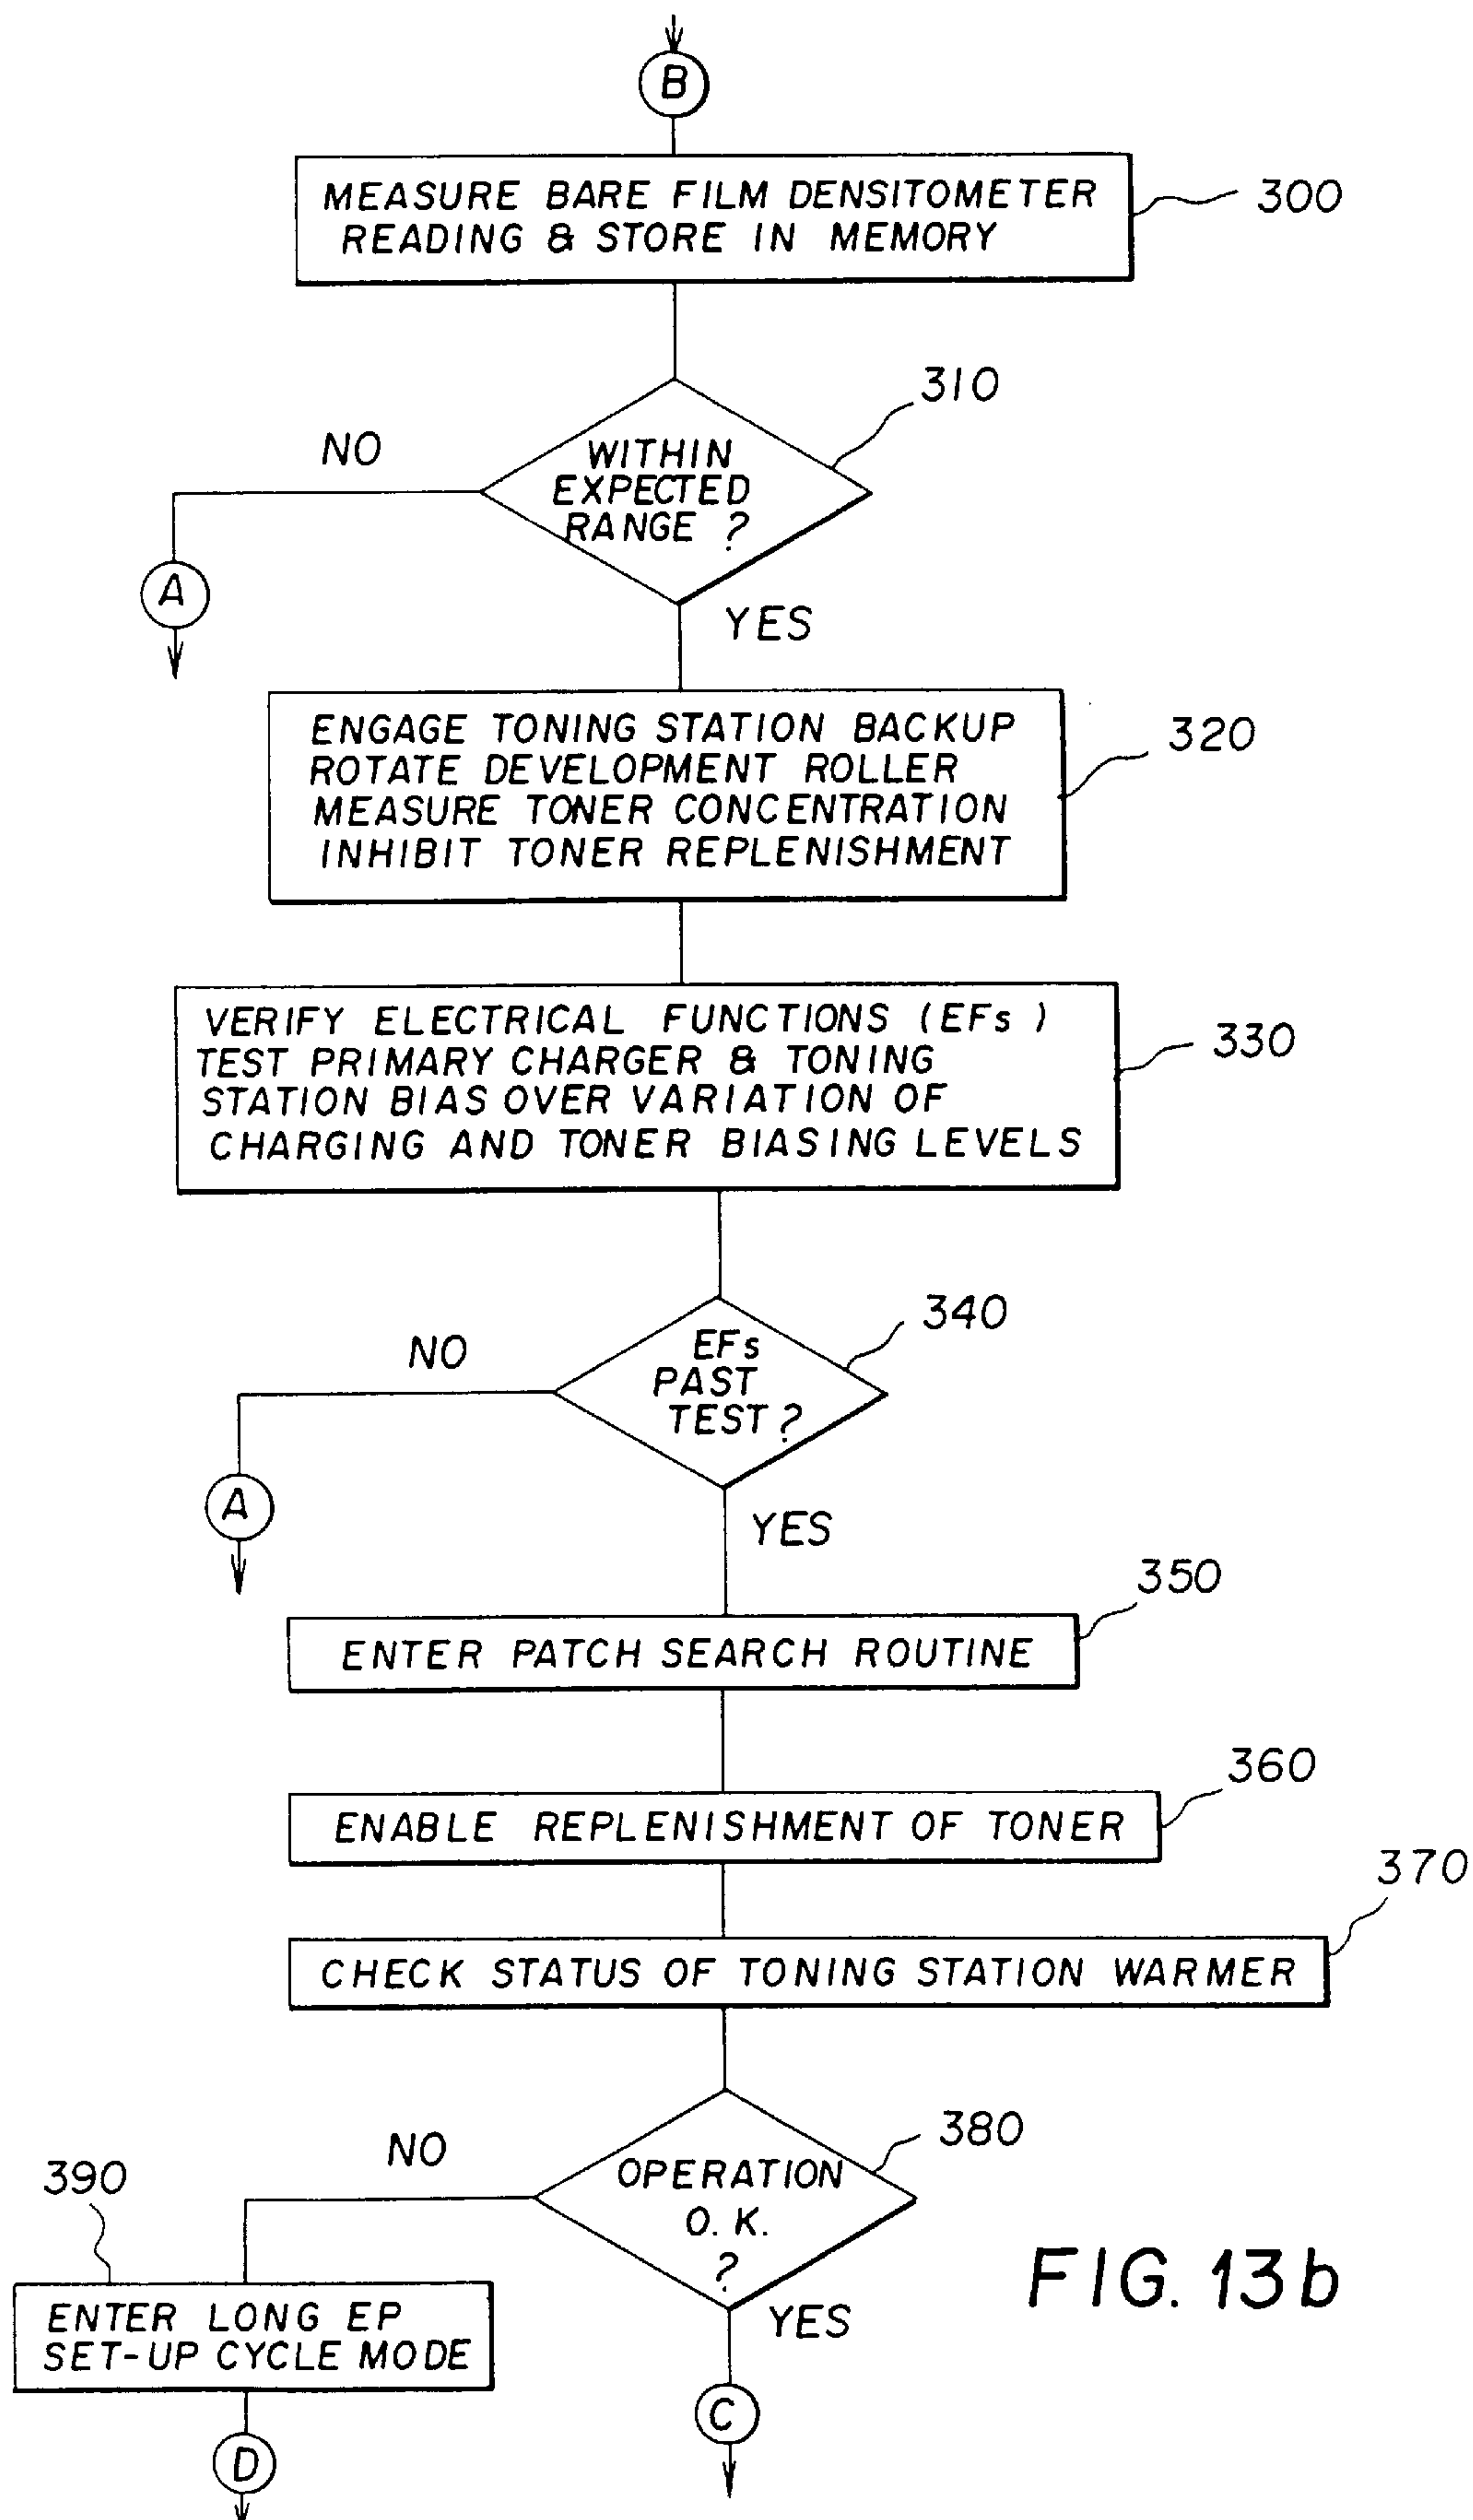 B
MEASURE BARE FILM DENSITOMETER
READING & STORE IN MEMORY
300
310
NO
WITHIN
EXPECTED
RANGE ?
A
YES
ENGAGE TONING STATION BACKUP
ROTATE DEVELOPMENT ROLLER
MEASURE TONER CONCENTRATION
INHIBIT TONER REPLENISHMENT
320
VERIFY ELECTRICAL FUNCTIONS (EFs )
TEST PRIMARY CHARGER & TONING
STATION BIAS OVER VARIATION OF
CHARGING AND TONER BIASING LEVELS
330
340
NO
EFs
PAST
TEST ?
A
YES
350
ENTER PATCH SEARCH ROUTINE
360
ENABLE REPLENISHMENT OF TONER
370
CHECK STATUS OF TONING STATION WARMER
380
NO
OPERATION
O. K.
?
390
YES
ENTER LONG EP
SET-UP CYCLE MODE
C
D
FIG. 13b